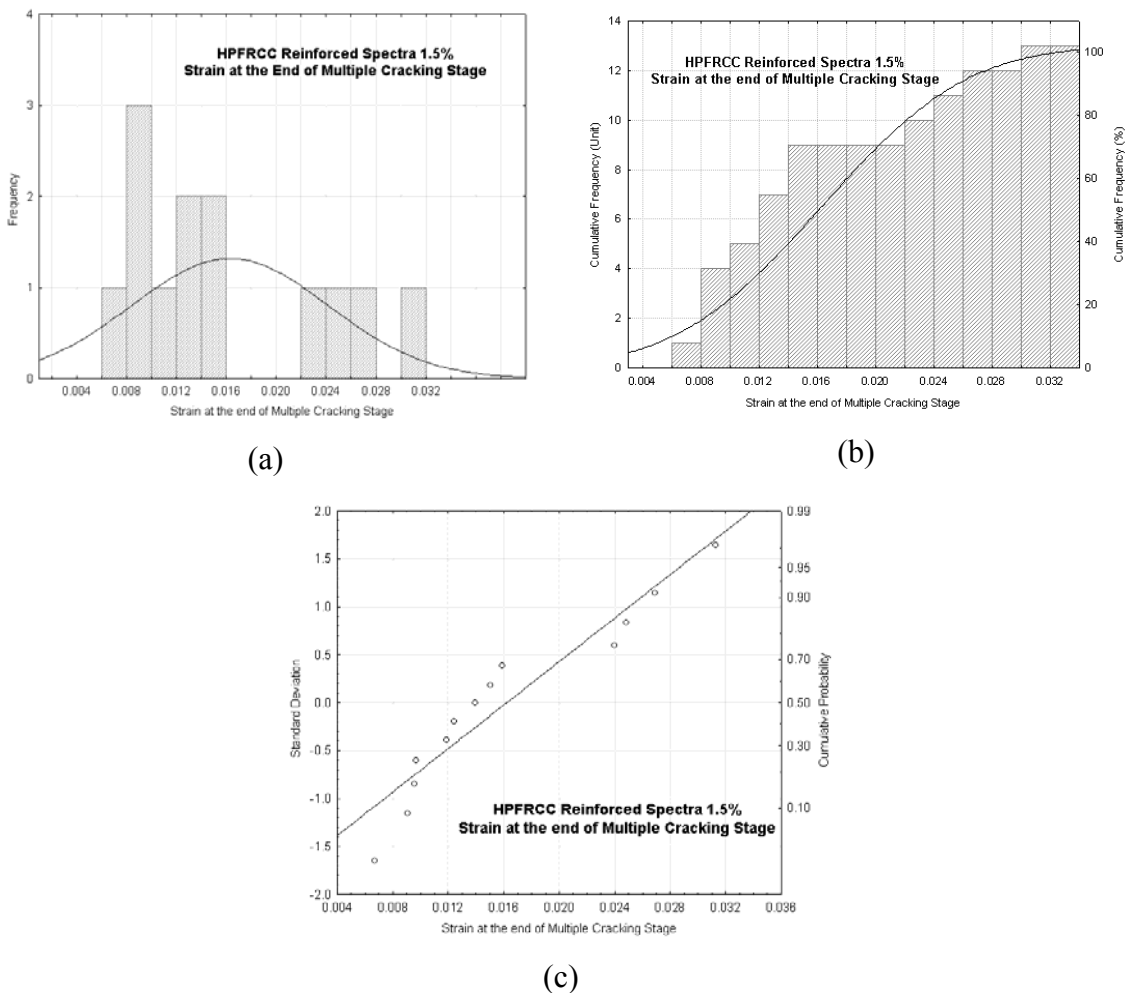 4
3
2
1
0
Frequency
HPFRCC Reinforced Spectra 1.5%
Strain at the End of Multiple Cracking Stage
0.004 0.008 0.012 0.016 0.020 0.024 0.028 0.032
Strain at the end of Multiple Cracking Stage
(a)
14
12
10
8
6
4
2
0
Cumulative Frequency (Unit)
HPFRCC Reinforced Spectra 1.5%
Strain at the end of Multiple Cracking Stage
100
80
60
40
20
0
Cumulative Frequency (%)
0.004 0.008 0.012 0.016 0.020 0.024 0.028 0.032
Strain at the end of Multiple Cracking Stage
(b)
2.0
1.5
1.0
0.5
0.0
-0.5
-1.0
-1.5
-2.0
Standard Deviation
0.99
0.95
0.90
0.70
0.50
0.30
0.10
Cumulative Probability
HPFRCC Reinforced Spectra 1.5%
Strain at the end of Multiple Cracking Stage
0.004 0.008 0.012 0.016 0.020 0.024 0.028 0.032 0.036
Strain at the end of Multiple Cracking Stage
(c)